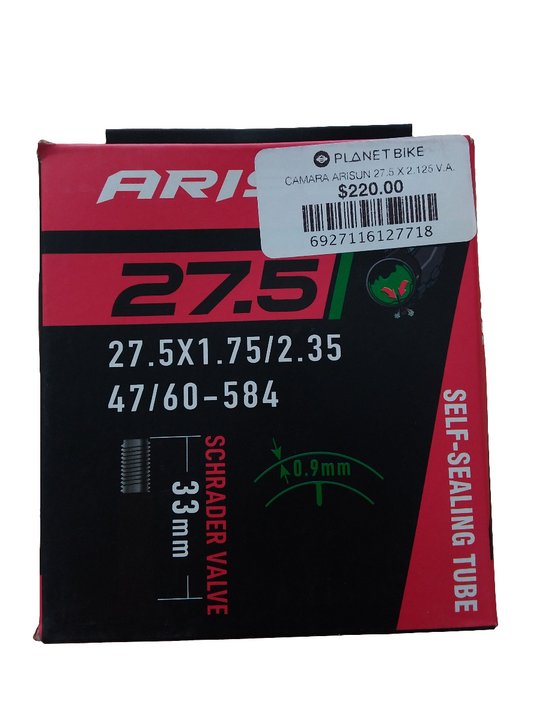 PLANET BIKE
CAMARA ARISUN 27.5 X 2.125 V.A.
$220.00
6927116127718
27.5
27.5X1.75/2.35
47/60-584
SCHRADER VALVE
33mm
0.9mm
SELF-SEALING TUBE